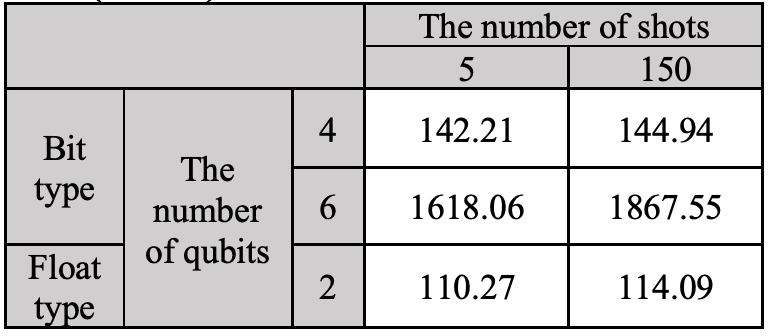 The number of shots
5 150
Bit
type
The
number
of qubits
4 142.21 144.94
6 1618.06 1867.55
Float
type
2 110.27 114.09